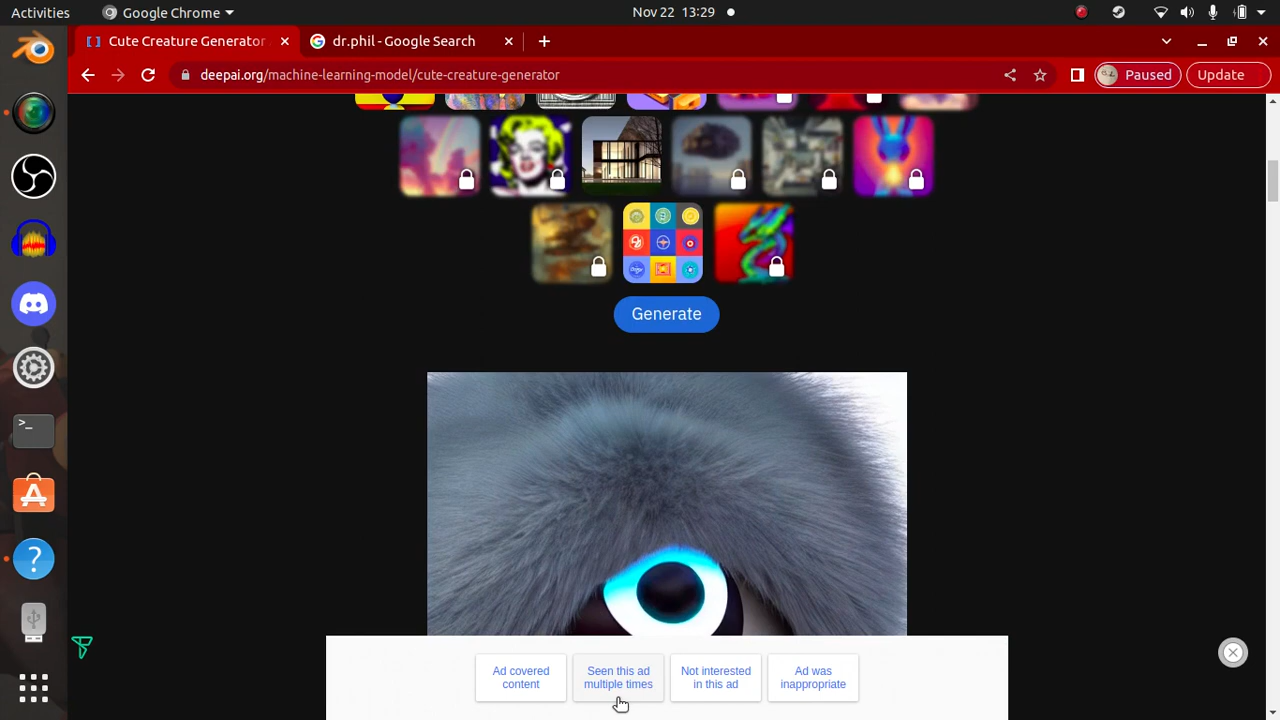 Activities
Google Chrome
Nov 22 13:29
Cute Creature Generator
dr.phil - Google Search
deepai.org/machine-learning-model/cute-creature-generator
Paused
Update
Generate
Ad covered
content
Seen this ad
multiple times
Not interested
in this ad
Ad was
inappropriate